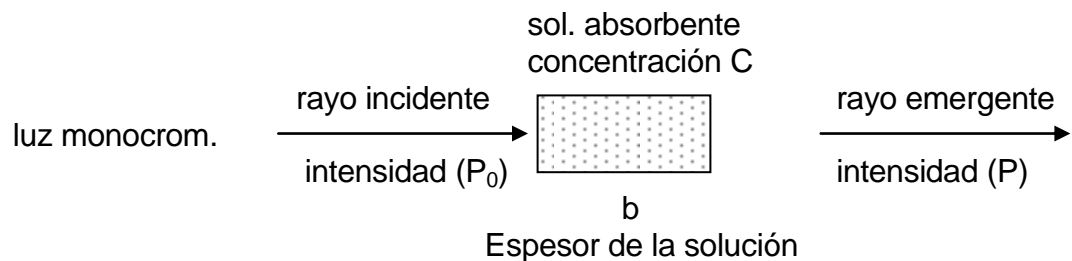 sol. absorbente
concentración C
rayo incidente
rayo emergente
luz monocrom.
intensidad (P₀)
intensidad (P)
b
Espesor de la solución